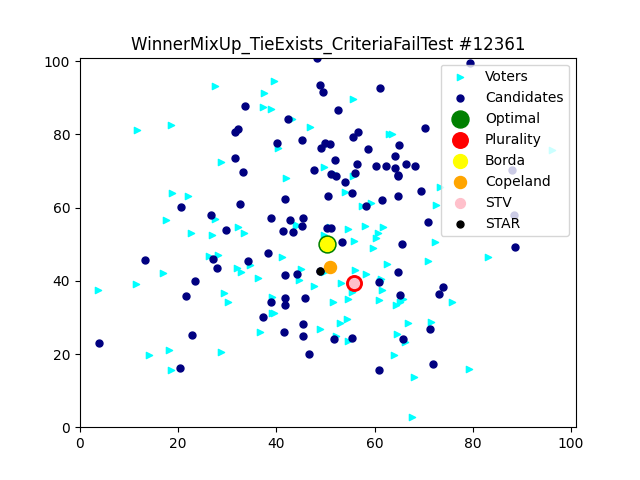 WinnerMixUp_TieExists_CriteriaFailTest #12361
100
80
60
40
20
0
0 20 40 60 80 100
Voters
Candidates
Optimal
Plurality
Borda
Copeland
STV
STAR